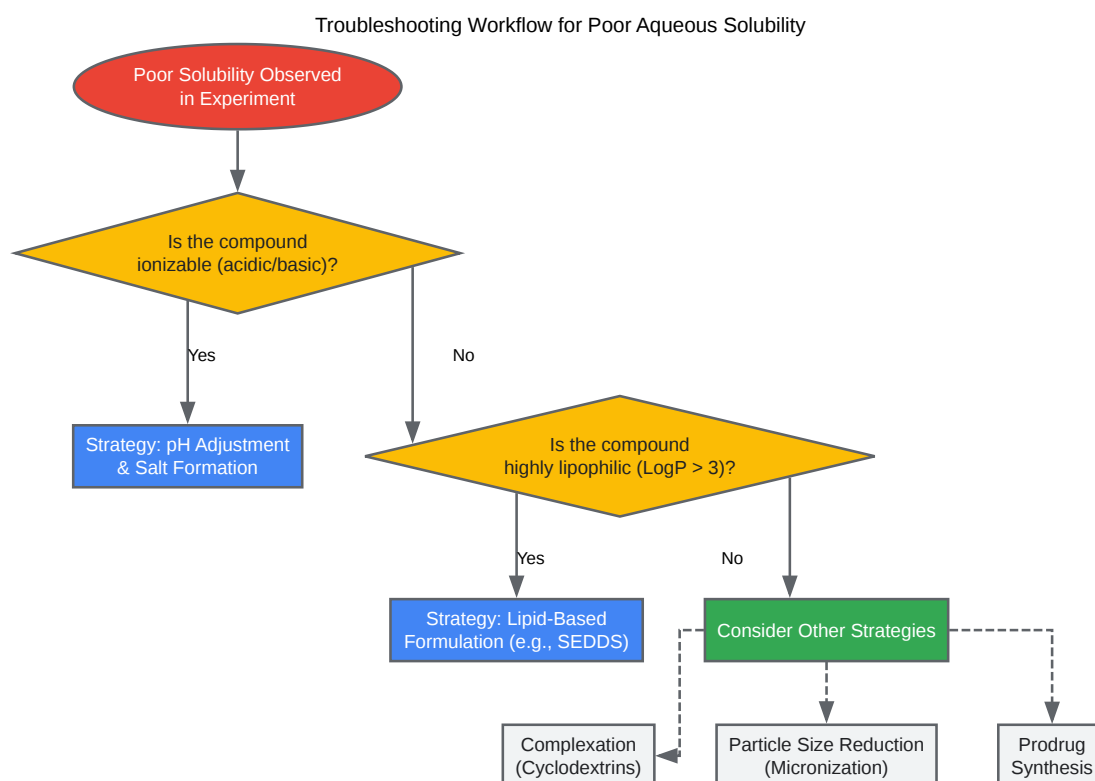 Troubleshooting Workflow for Poor Aqueous Solubility
Poor Solubility Observed
in Experiment
Is the compound
ionizable (acidic/basic)?
Yes
No
Strategy: pH Adjustment
& Salt Formation
Is the compound
highly lipophilic (LogP > 3)?
Yes
No
Strategy: Lipid-Based
Formulation (e.g., SEDDS)
Consider Other Strategies
Complexation
(Cyclodextrins)
Particle Size Reduction
(Micronization)
Prodrug
Synthesis